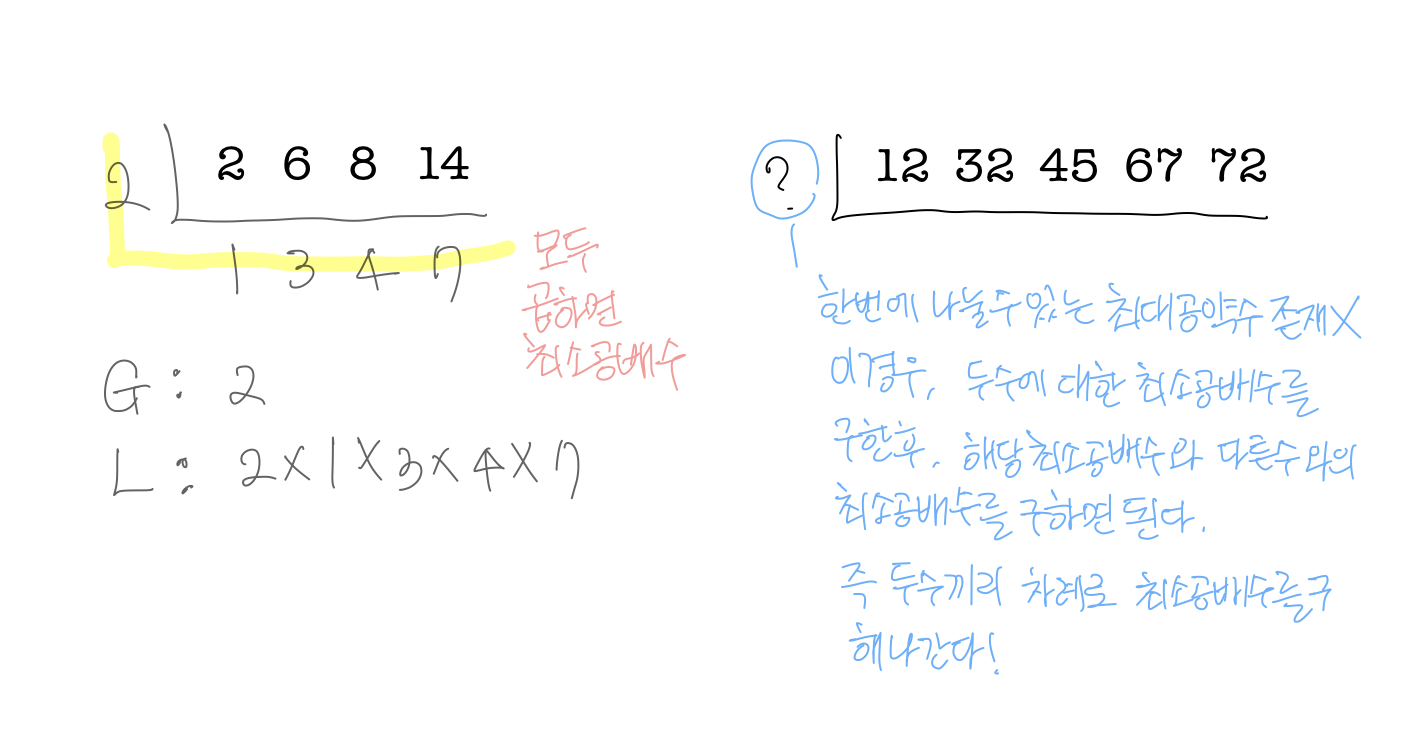 2 2 6 8 14
1 3 4 7
모두
곱하면
최소공배수
G : 2
L : 2 X 1 X 3 X 4 X 7
? 12 32 45 67 72
한번에 나눌수 있는 최대공약수 존재X
이경우, 두수에 대한 최소공배수를
구한후, 해당 최소공배수와 다른수와의
최소공배수를 구하면 된다.
즉 두수끼리 차례로 최소공배수를구
해나간다!